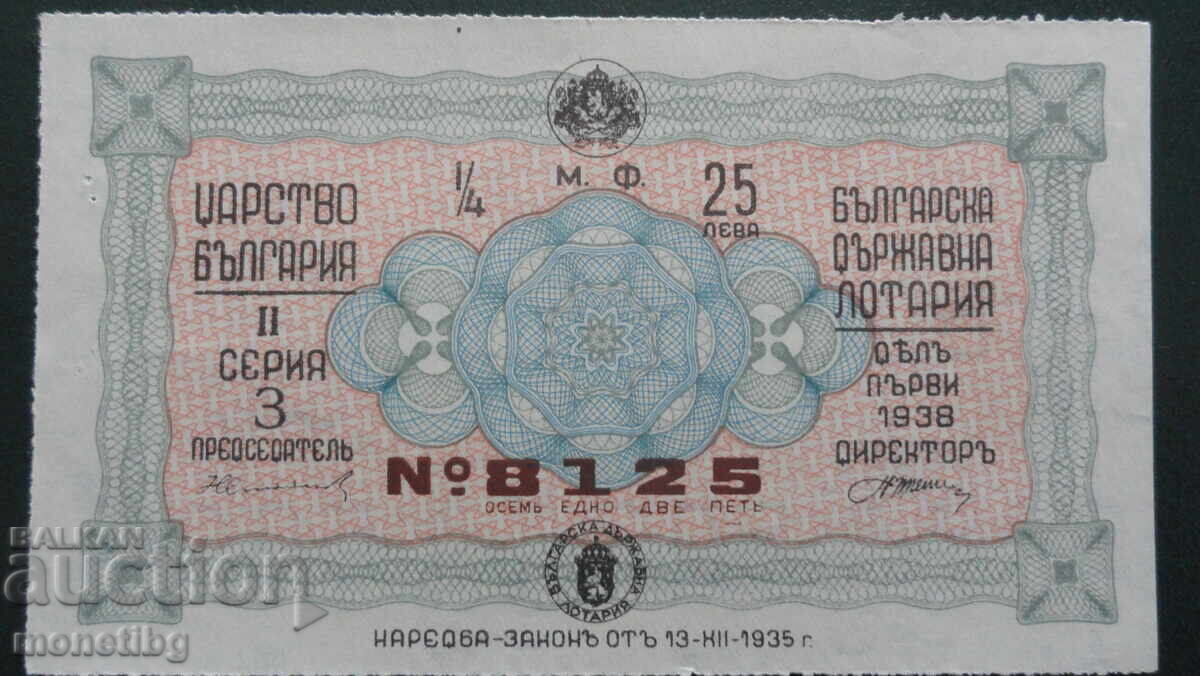 1/4
М. Ф.
25
ЛЕВА
ЦАРСТВО
БЪЛГАРИЯ
II
СЕРИЯ
3
ПРЕДСЕДАТЕЛЬ
БЪЛГАРСКА
ДЪРЖАВНА
ЛОТАРИЯ
ДѢЛЪ
ПЪРВИ
1938
ДИРЕКТОРЪ
№ 8125
ОСЕМЬ ЕДНО ДВЕ ПЕТЬ
БЪЛГАРСКА ДЪРЖАВНА
ЛОТАРИЯ
НАРЕДБА-ЗАКОНЪ ОТЪ 13-XII-1935 г.
BALKAN
auction
monetibg